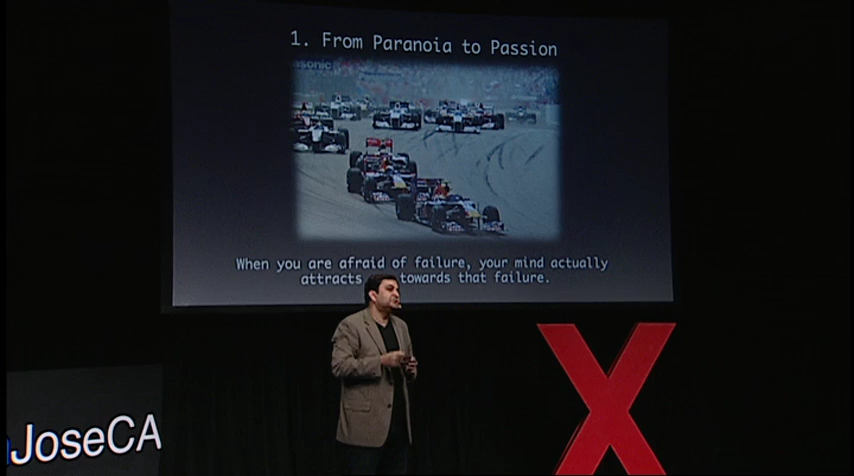 1. From Paranoia to Passion
asonic
When you are afraid of failure, your mind actually
attracts towards that failure.
JoseCA
X